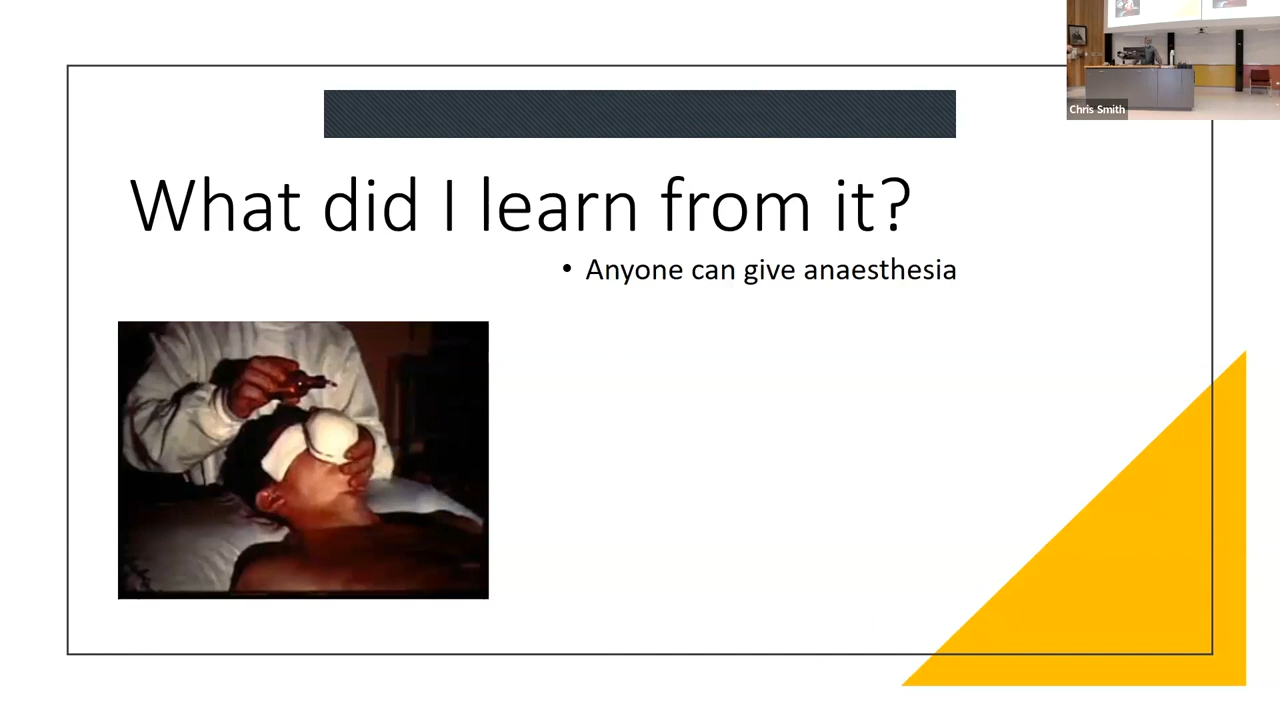 Chris Smith
What did I learn from it?
• Anyone can give anaesthesia